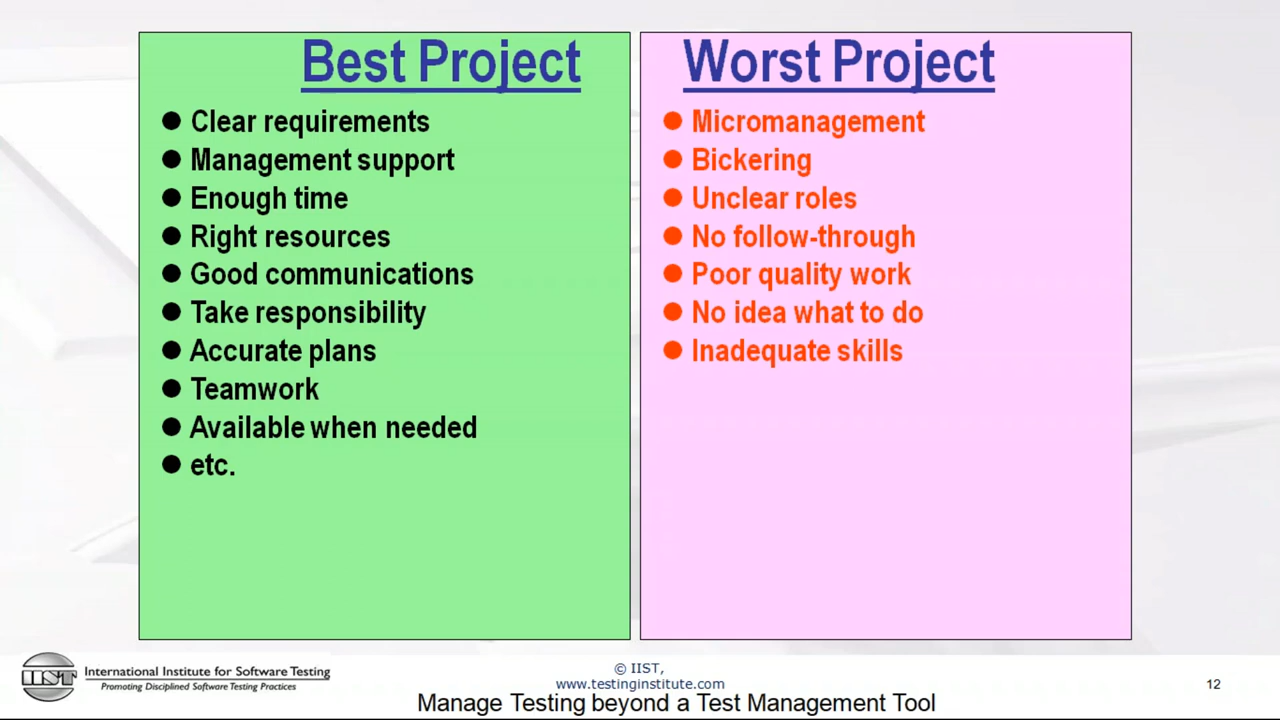 Best Project
Clear requirements
Management support
Enough time
Right resources
Good communications
Take responsibility
Accurate plans
Teamwork
Available when needed
etc.
Worst Project
Micromanagement
Bickering
Unclear roles
No follow-through
Poor quality work
No idea what to do
Inadequate skills
IIST
International Institute for Software Testing
Promoting Disciplined Software Testing Practices
© IIST,
www.testinginstitute.com
12
Manage Testing beyond a Test Management Tool